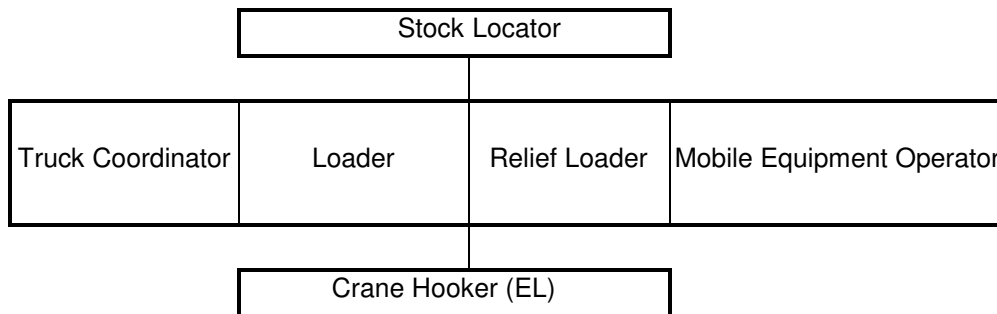 Stock Locator
Truck Coordinator Loader Relief Loader Mobile Equipment Operator
Crane Hooker (EL)